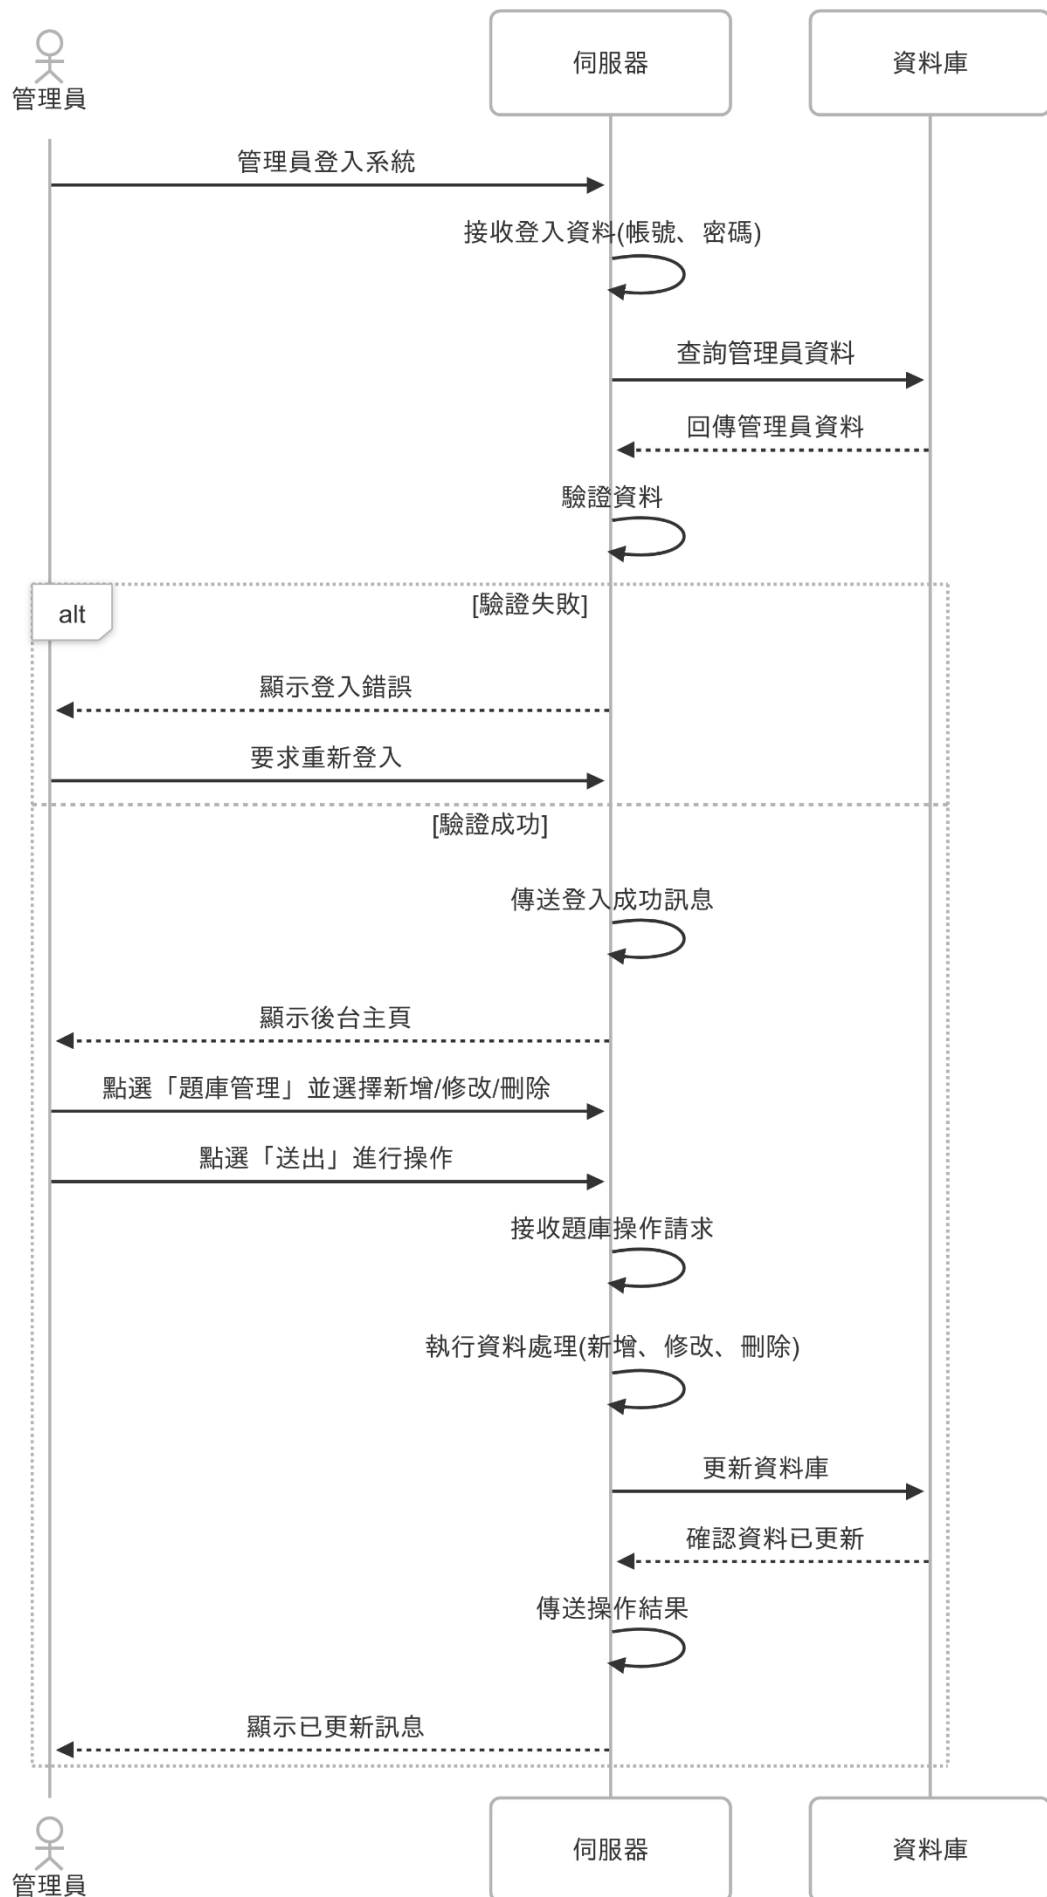 管理員
伺服器
資料庫
管理員登入系統
接收登入資料(帳號、密碼)
查詢管理員資料
回傳管理員資料
驗證資料
alt
[驗證失敗]
顯示登入錯誤
要求重新登入
[驗證成功]
傳送登入成功訊息
顯示後台主頁
點選「題庫管理」並選擇新增/修改/刪除
點選「送出」進行操作
接收題庫操作請求
執行資料處理(新增、修改、刪除)
更新資料庫
確認資料已更新
傳送操作結果
顯示已更新訊息
管理員
伺服器
資料庫